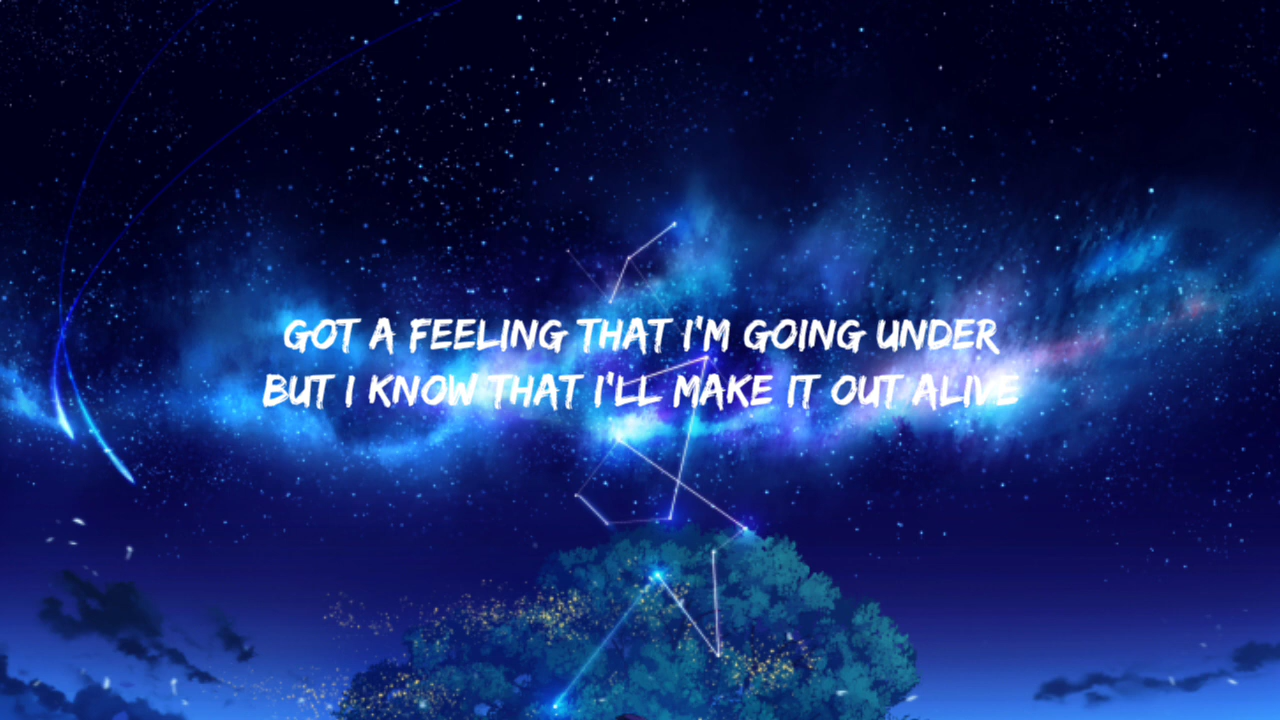 GOT A FEELING THAT I'M GOING UNDER
BUT I KNOW THAT I'LL MAKE IT OUT ALIVE